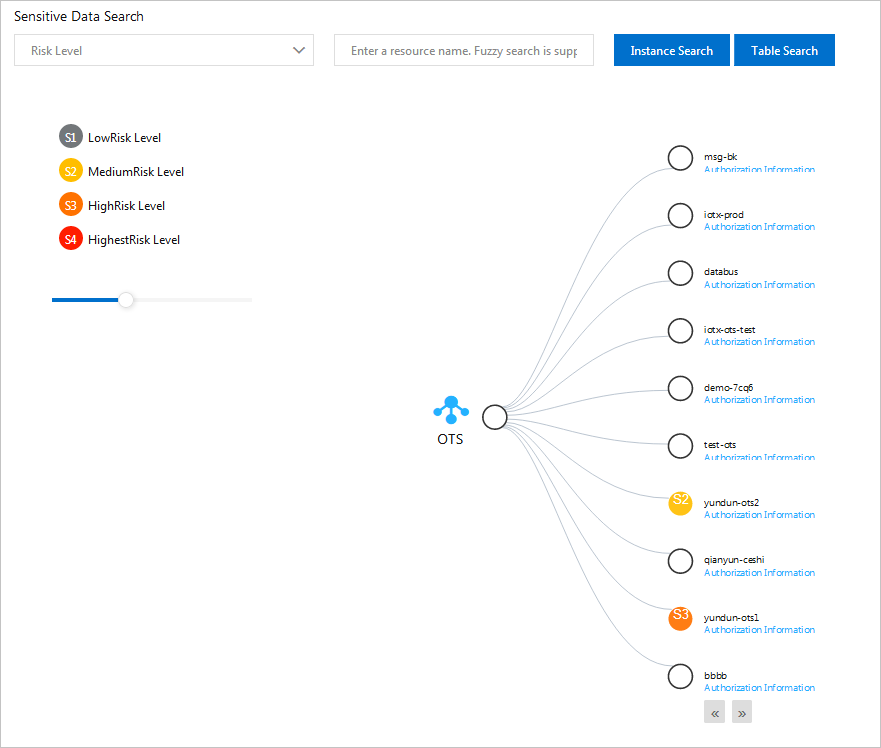 Sensitive Data Search
Risk Level
Enter a resource name. Fuzzy search is supp
Instance Search
Table Search
S1 LowRisk Level
S2 MediumRisk Level
S3 HighRisk Level
S4 HighestRisk Level
OTS
msg-bk
Authorization Information
iotx-prod
Authorization Information
databus
Authorization Information
iotx-ots-test
Authorization Information
demo-7cq6
Authorization Information
test-ots
Authorization Information
S2 yundun-ots2
Authorization Information
qianyun-ceshi
Authorization Information
S3 yundun-ots1
Authorization Information
bbbb
Authorization Information
« »